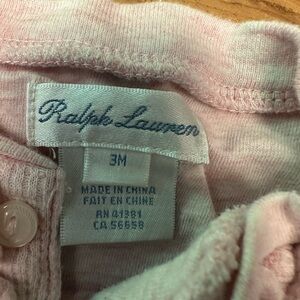 Ralph Lauren
3M
MADE IN CHINA
FAIT EN CHINE
RN 41381
CA 56658